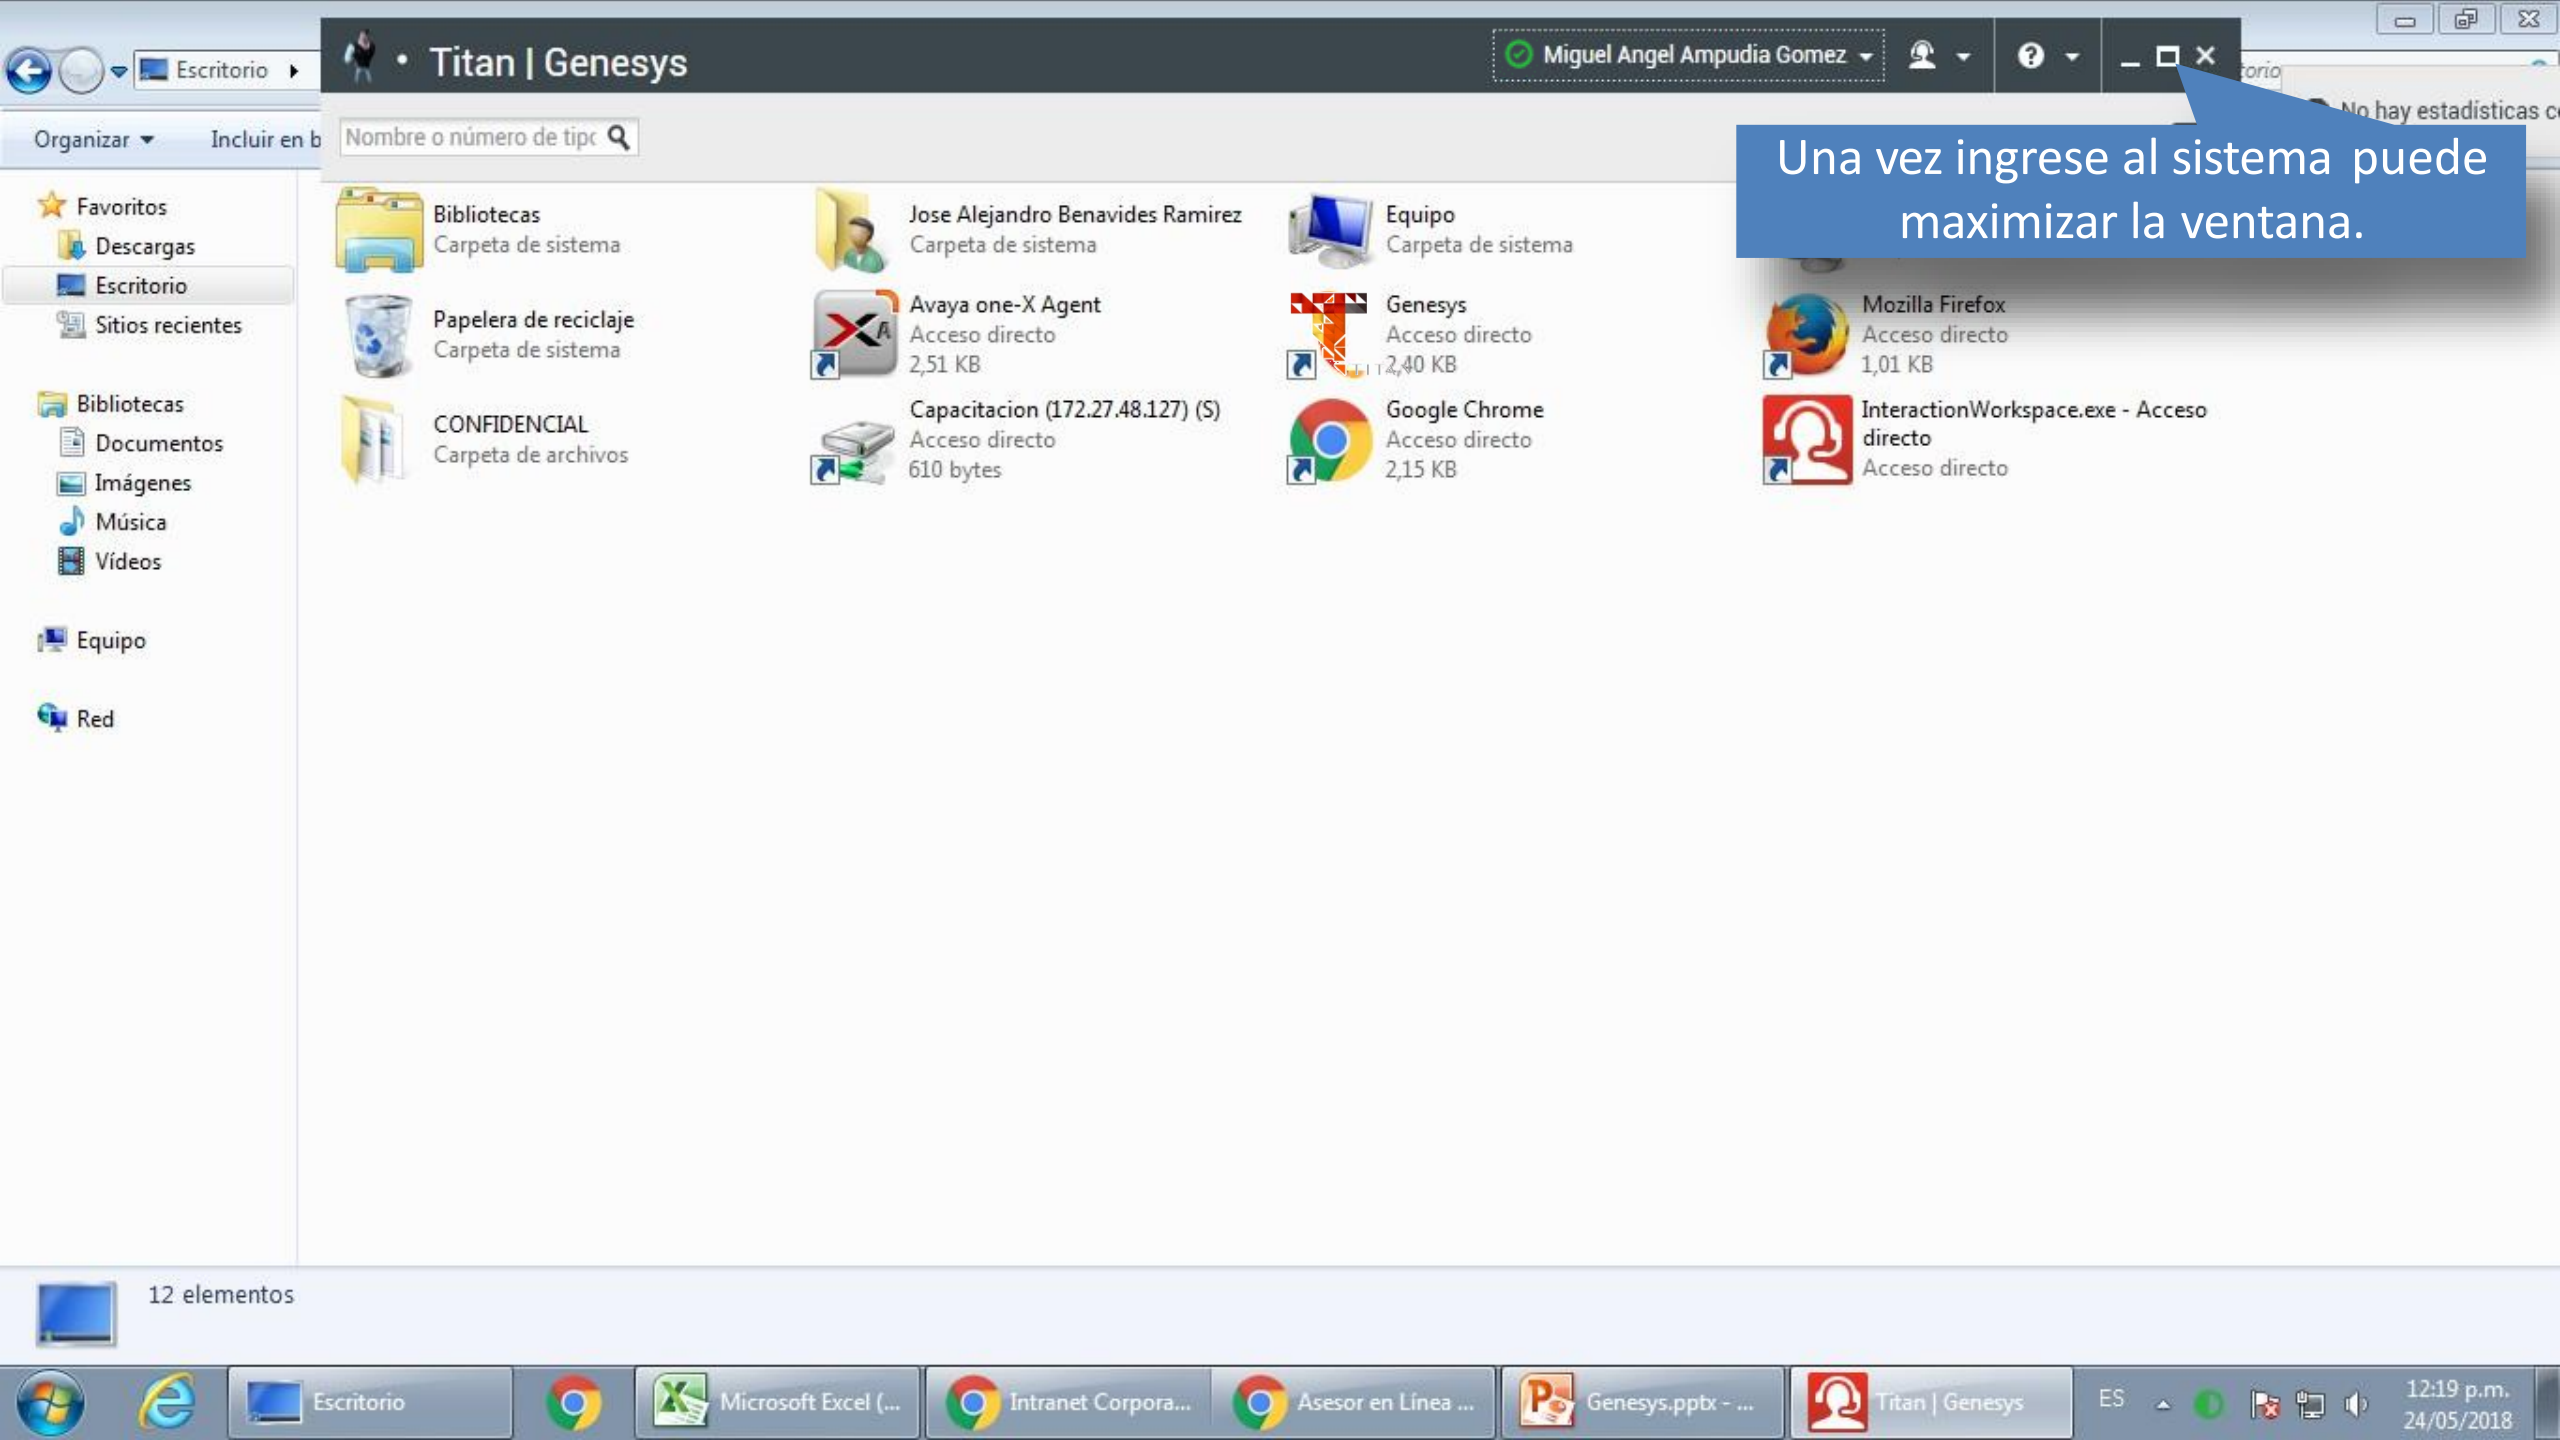 Titan | Genesys
Miguel Angel Ampudia Gomez
Escritorio
No hay estadísticas
Organizar
Incluir en
Nombre o número de
Una vez ingrese al sistema puede
maximizar la ventana.
Favoritos
Descargas
Escritorio
Sitios recientes
Bibliotecas
Documentos
Imágenes
Música
Vídeos
Equipo
Red
Bibliotecas
Carpeta de sistema
Jose Alejandro Benavides Ramirez
Carpeta de sistema
Equipo
Carpeta de sistema
Papelera de reciclaje
Carpeta de sistema
Avaya one-X Agent
Acceso directo
2,51 KB
Genesys
Acceso directo
2,40 KB
Mozilla Firefox
Acceso directo
1,01 KB
CONFIDENCIAL
Carpeta de archivos
Capacitacion (172.27.48.127) (S)
Acceso directo
610 bytes
Google Chrome
Acceso directo
2,15 KB
InteractionWorkspace.exe - Acceso
directo
Acceso directo
12 elementos
Escritorio
Microsoft Excel (...
Intranet Corpora...
Asesor en Línea ...
Genesys.pptx - ...
Titan | Genesys
ES
12:19 p.m.
24/05/2018